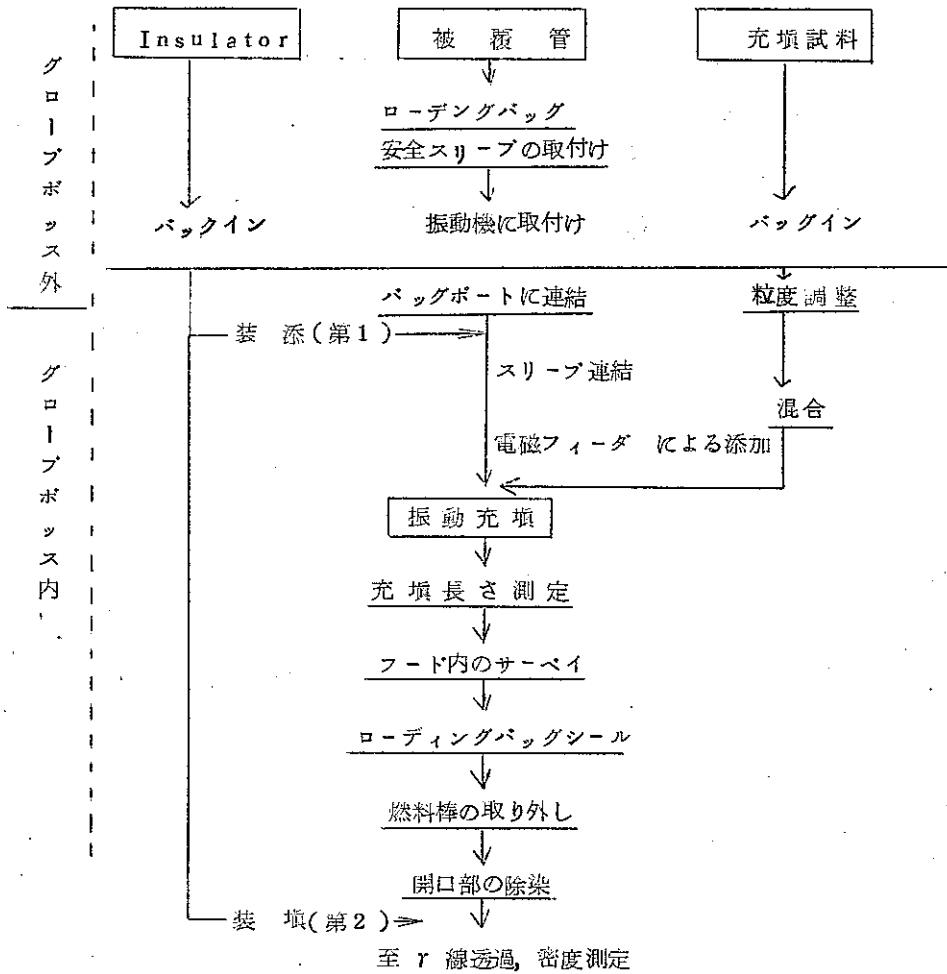 Insulator
被覆管
充塡試料
グローブボックス外
ローデングバッグ
安全スリーブの取付け
バックイン
振動機に取付け
バッグイン
バッグポートに連結
粒度調整
装添(第1)
スリーブ連結
混合
電磁フィーダ による添加
振動充塡
グローブボックス内
充塡長さ測定
フード内のサーベイ
ローディングバッグシール
燃料棒の取り外し
開口部の除染
装塡(第2)
至 γ 線透過, 密度測定